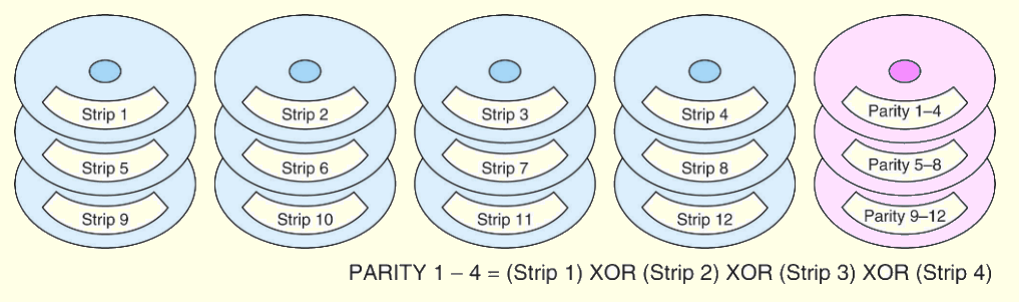 Strip 1 Strip 2 Strip 3 Strip 4 Parity 1–4
Strip 5 Strip 6 Strip 7 Strip 8 Parity 5–8
Strip 9 Strip 10 Strip 11 Strip 12 Parity 9–12
PARITY 1 – 4 = (Strip 1) XOR (Strip 2) XOR (Strip 3) XOR (Strip 4)